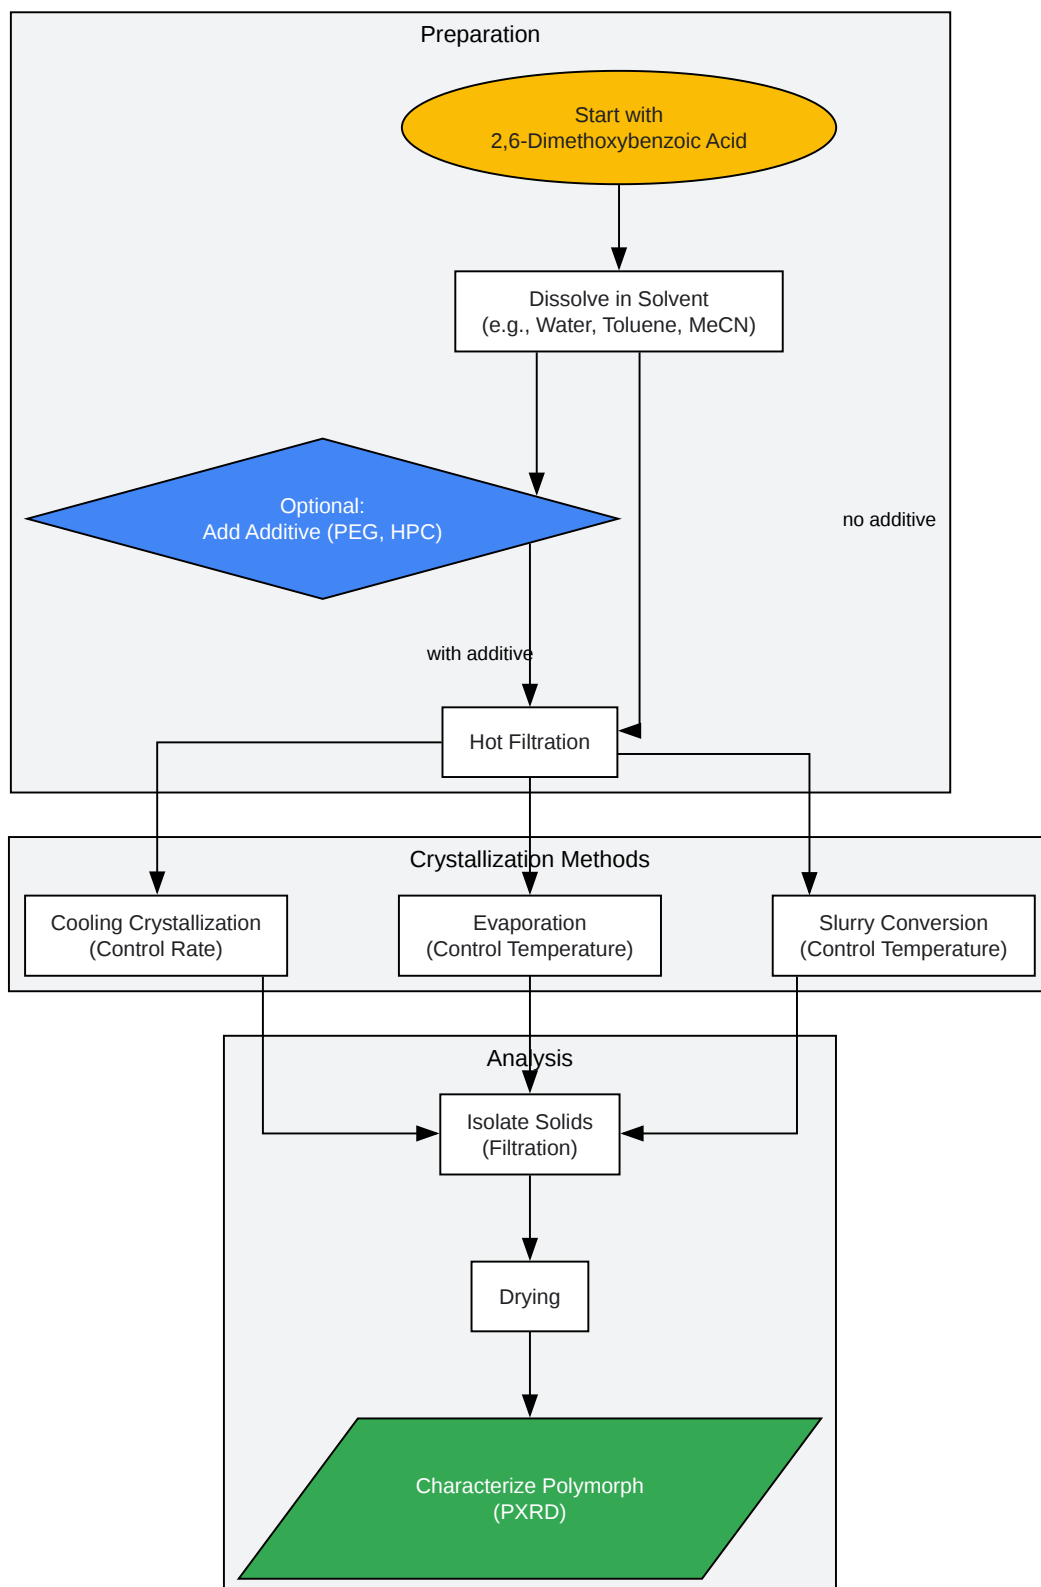 Preparation
Start with
2,6-Dimethoxybenzoic Acid
Dissolve in Solvent
(e.g., Water, Toluene, MeCN)
Optional:
Add Additive (PEG, HPC)
no additive
with additive
Hot Filtration
Crystallization Methods
Cooling Crystallization
(Control Rate)
Evaporation
(Control Temperature)
Slurry Conversion
(Control Temperature)
Analysis
Isolate Solids
(Filtration)
Drying
Characterize Polymorph
(PXRD)